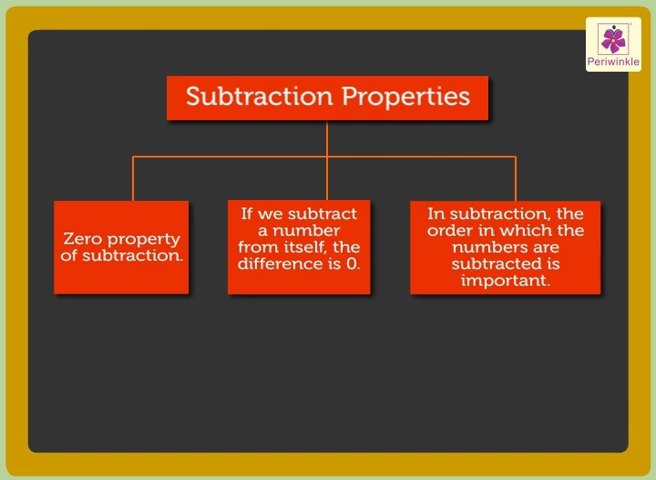 Periwinkle
Subtraction Properties
Zero property
of subtraction.
If we subtract
a number
from itself, the
difference is 0.
In subtraction, the
order in which the
numbers are
subtracted is
important.